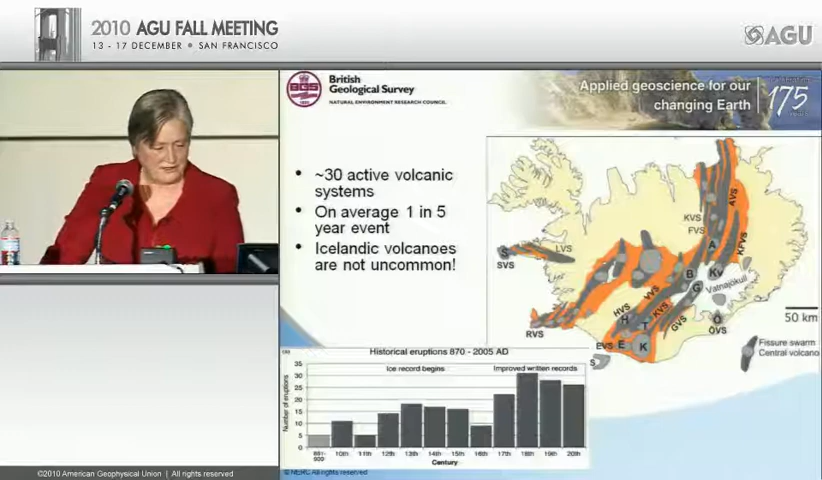 2010 AGU FALL MEETING
13 - 17 DECEMBER • SAN FRANCISCO
AGU
BGS
British
Geological Survey
NATURAL ENVIRONMENT RESEARCH COUNCIL
Applied geoscience for our
changing Earth
175
• ~30 active volcanic
systems
• On average 1 in 5
year event
• Icelandic volcanoes
are not uncommon!
AVS
KVS
FVS
KFVS
A
S
LVS
SVS
B
Kv
G
Vatnajökull
HVS
VVS
KVS
GVS
H
T
RVS
EVS
E
K
S
Ö
ÖVS
50 km
Fissure swarm
Central volcano
Historical eruptions 870 - 2005 AD
Ice record begins
Improved written records
Number of eruptions
35
30
25
20
15
10
5
0
10th 11th 12th 13th 14th 15th 16th 17th 18th 19th 20th
Century
©2010 American Geophysical Union | All rights reserved
© NERC All rights reserved